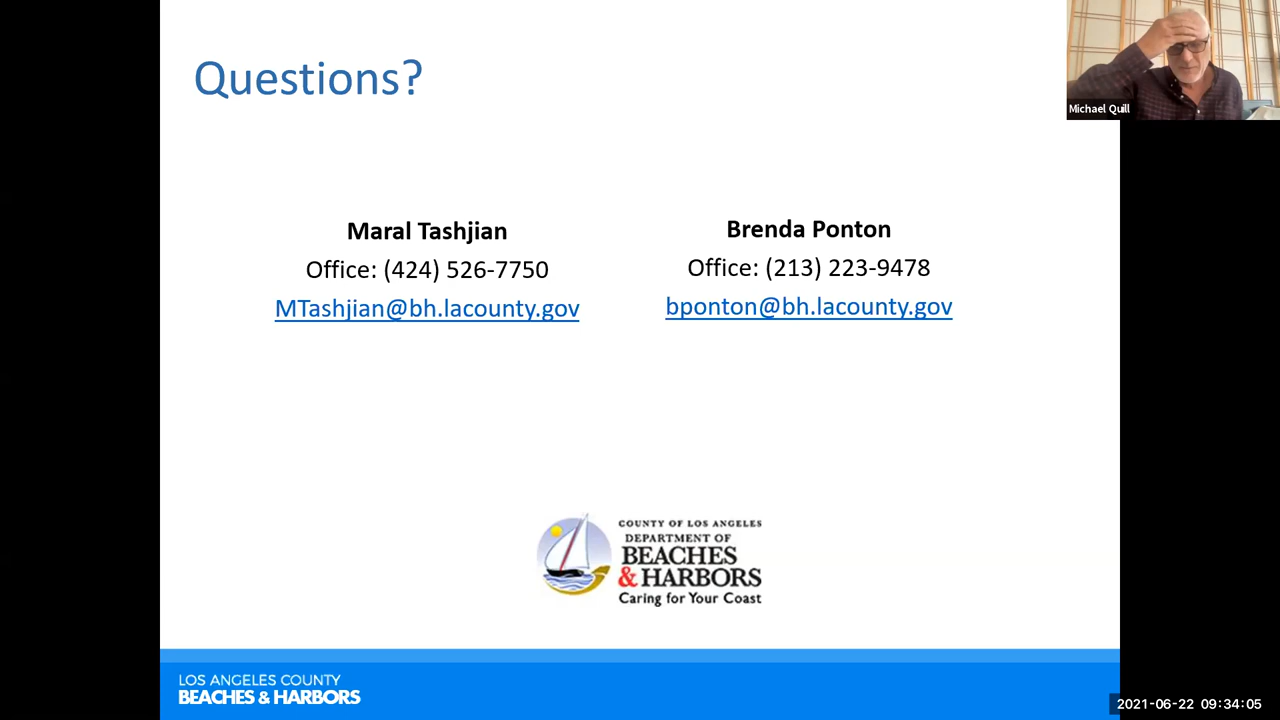 Questions?
Michael Quill
Maral Tashjian
Office: (424) 526-7750
MTashjian@bh.lacounty.gov
Brenda Ponton
Office: (213) 223-9478
bponton@bh.lacounty.gov
COUNTY OF LOS ANGELES
DEPARTMENT OF
BEACHES
& HARBORS
Caring for Your Coast
LOS ANGELES COUNTY
BEACHES & HARBORS
2021-06-22 09:34:05